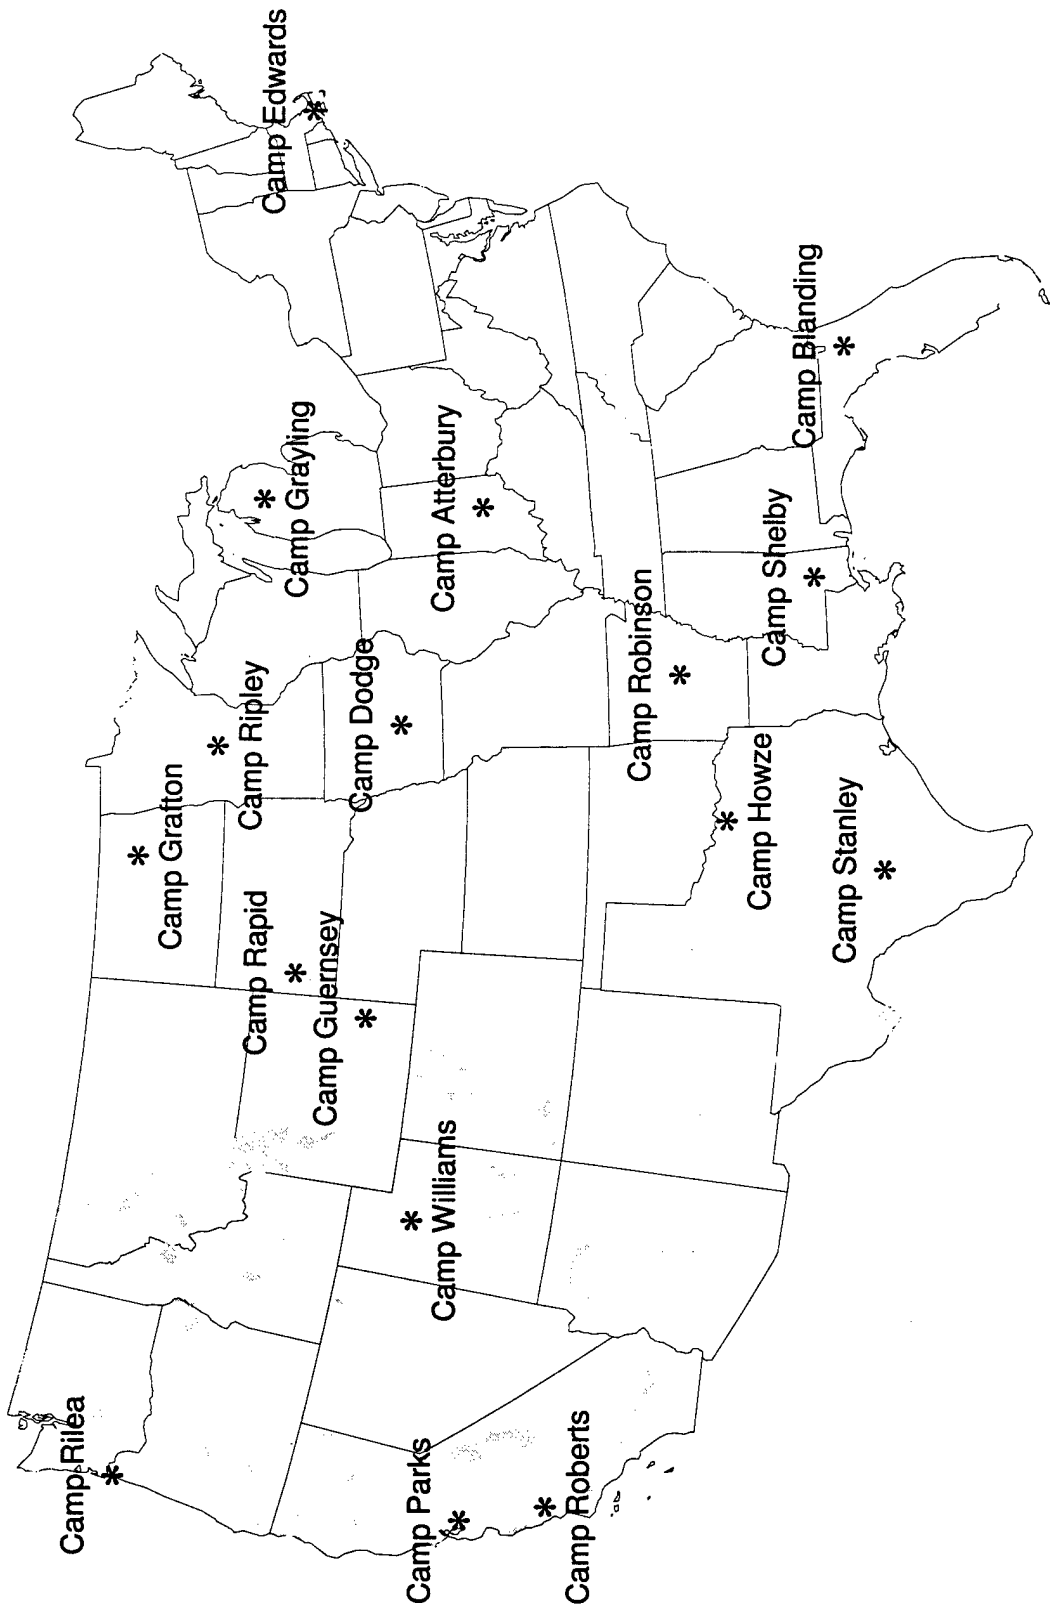 Camp Rilea
Camp Parks
Camp Roberts
Camp Williams
Camp Guernsey
Camp Rapid
Camp Grafton
Camp Ripley
Camp Dodge
Camp Stanley
Camp Howze
Camp Robinson
Camp Shelby
Camp Atterbury
Camp Grayling
Camp Blanding
Camp Edwards